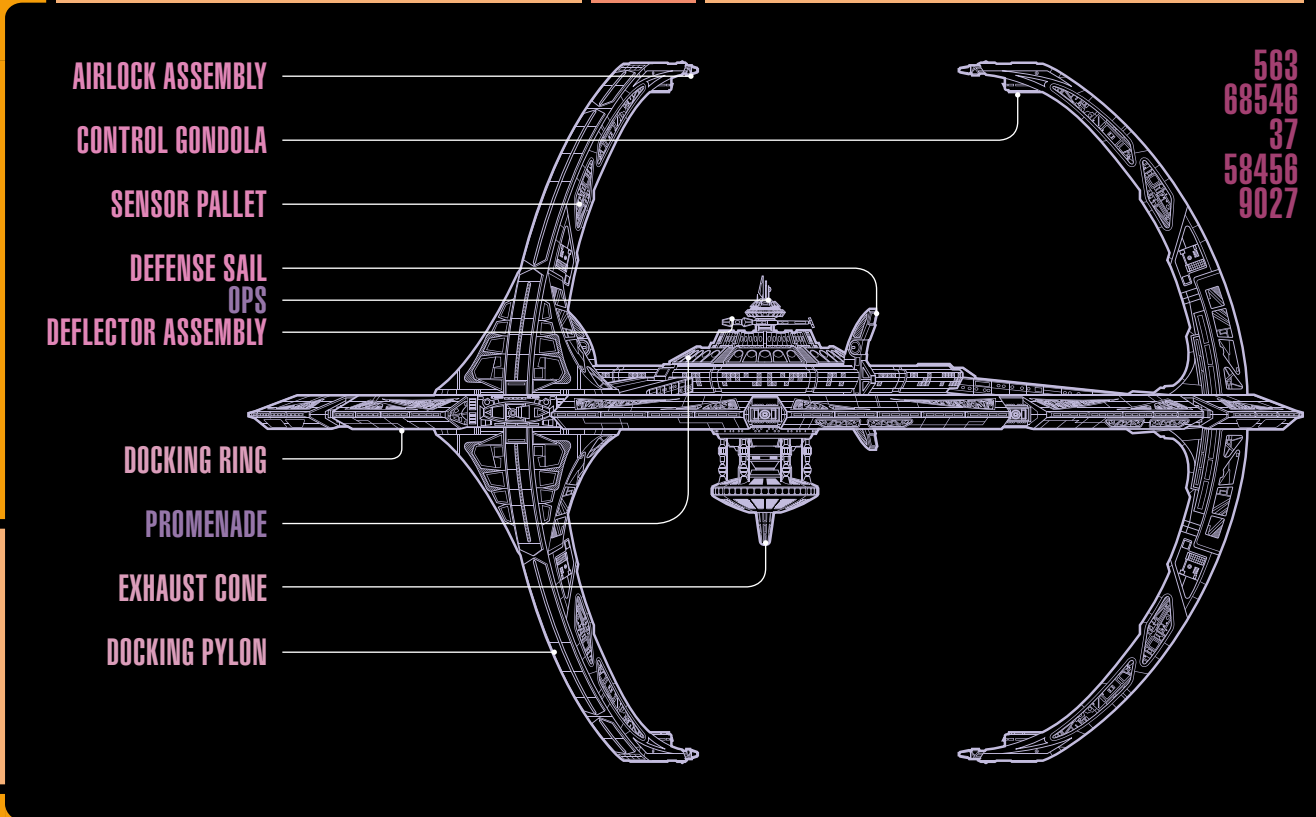 AIRLOCK ASSEMBLY
CONTROL GONDOLA
SENSOR PALLET
DEFENSE SAIL
OPS
DEFLECTOR ASSEMBLY
DOCKING RING
PROMENADE
EXHAUST CONE
DOCKING PYLON
563
68546
37
58456
9027